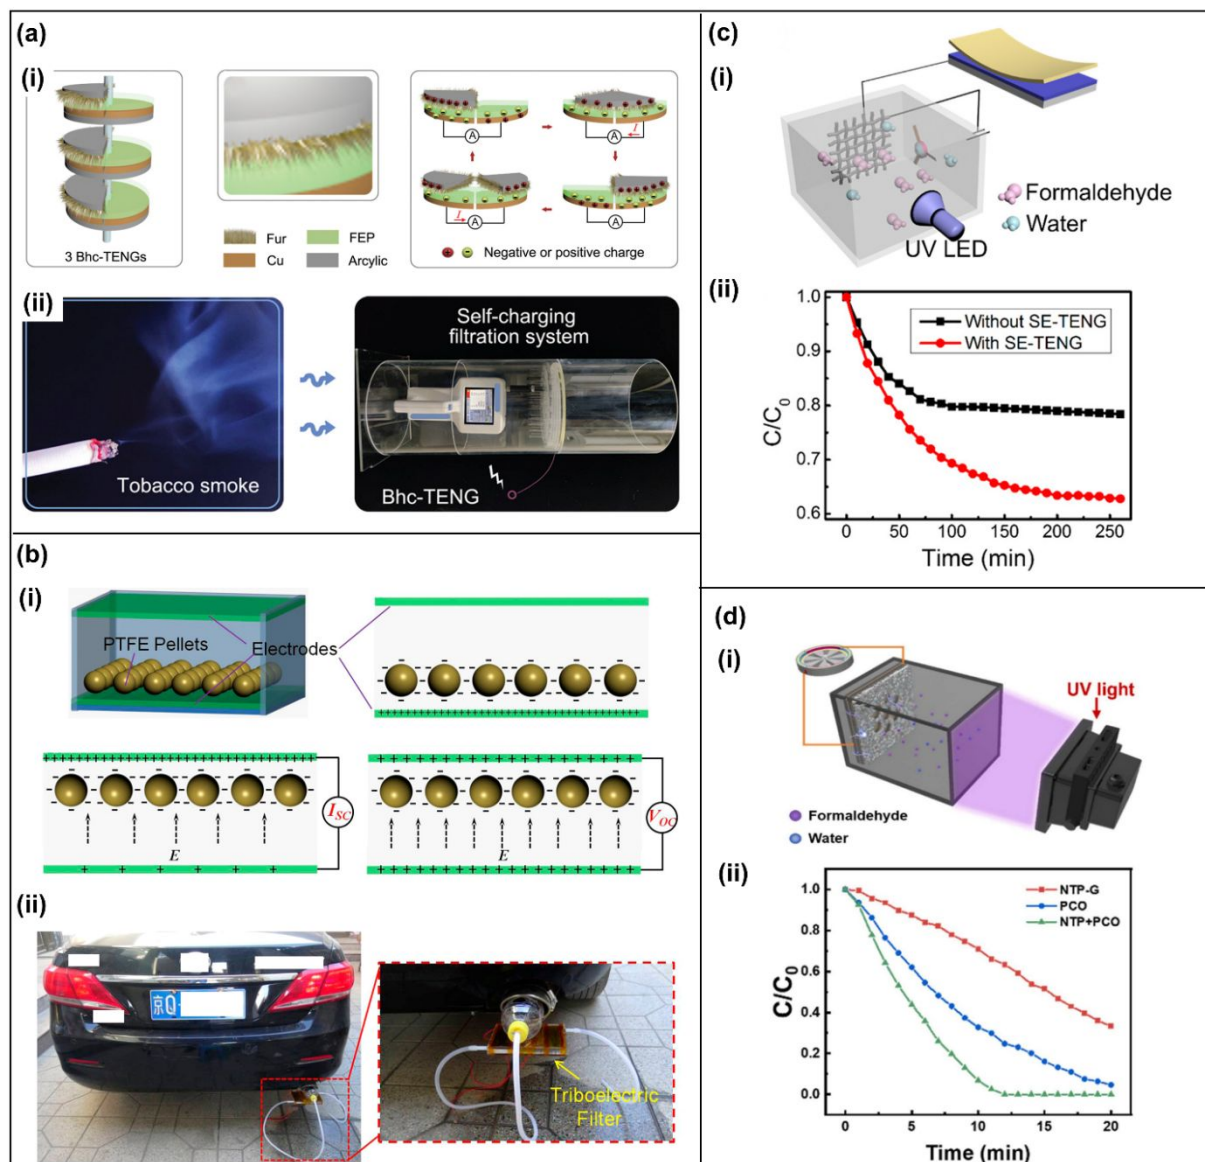 (a)
(i)
3 Bhc-TENGs
Fur
FEP
Cu
Arcylic
A
I
A
I
A
A
Negative or positive charge
(ii)
Tobacco smoke
Self-charging
filtration system
Bhc-TENG
(b)
(i)
PTFE Pellets
Electrodes
E
I_SC
E
V_OC
(ii)
京Q
Triboelectric
Filter
(c)
(i)
Formaldehyde
Water
UV LED
(ii)
1.0
0.9
0.8
0.7
0.6
C/C₀
Without SE-TENG
With SE-TENG
0 50 100 150 200 250
Time (min)
(d)
(i)
UV light
Formaldehyde
Water
(ii)
1.0
0.8
0.6
0.4
0.2
0.0
C/C₀
NTP-G
PCO
NTP+PCO
0 5 10 15 20
Time (min)